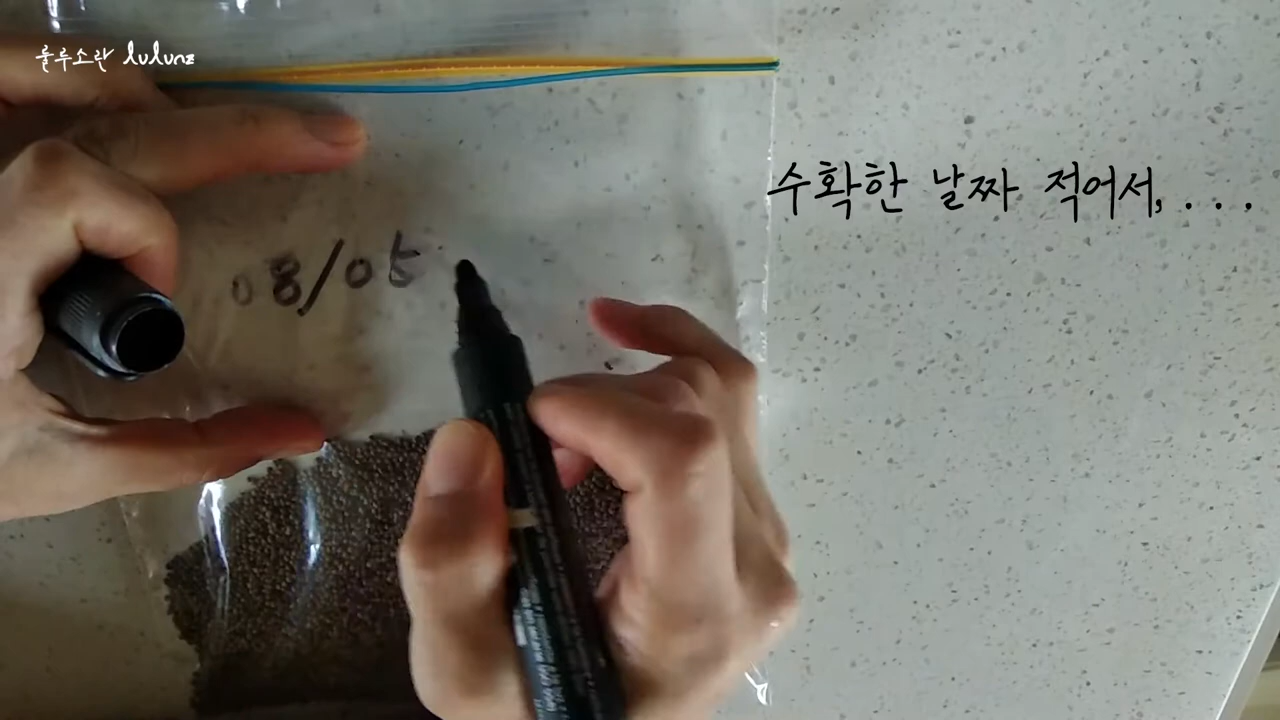 룰루소란 lulunz
수확한 날짜 적어서, . . .
08/05